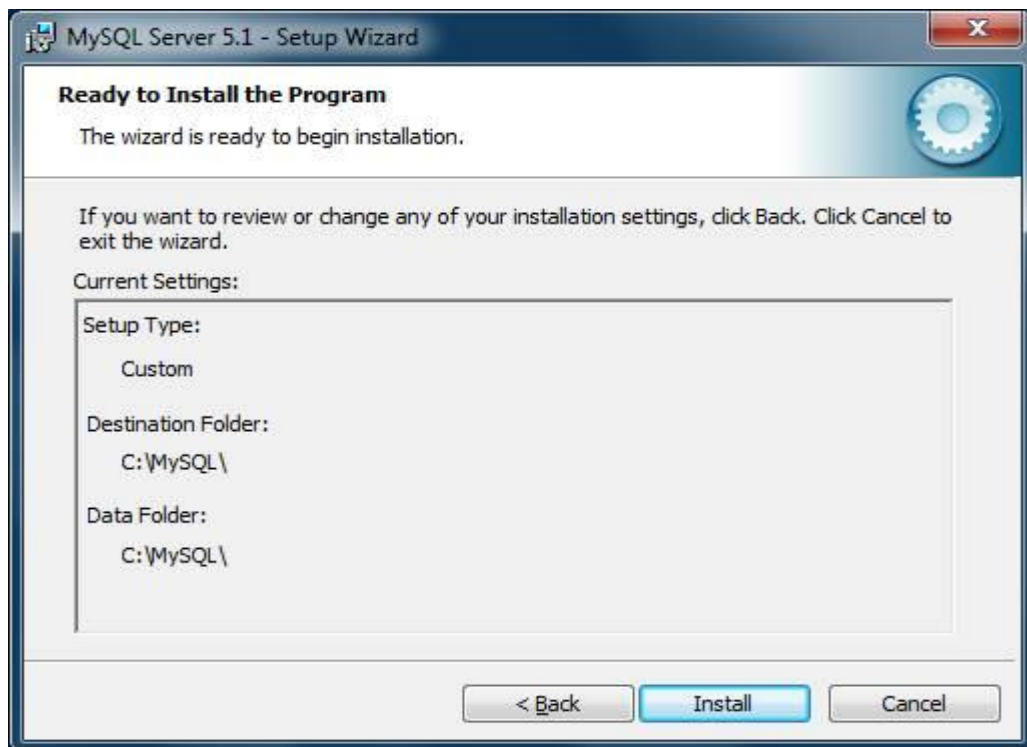 MySQL Server 5.1 - Setup Wizard
Ready to Install the Program
The wizard is ready to begin installation.
If you want to review or change any of your installation settings, click Back. Click Cancel to
exit the wizard.
Current Settings:
Setup Type:
Custom
Destination Folder:
C:\MySQL\
Data Folder:
C:\MySQL\
< Back
Install
Cancel